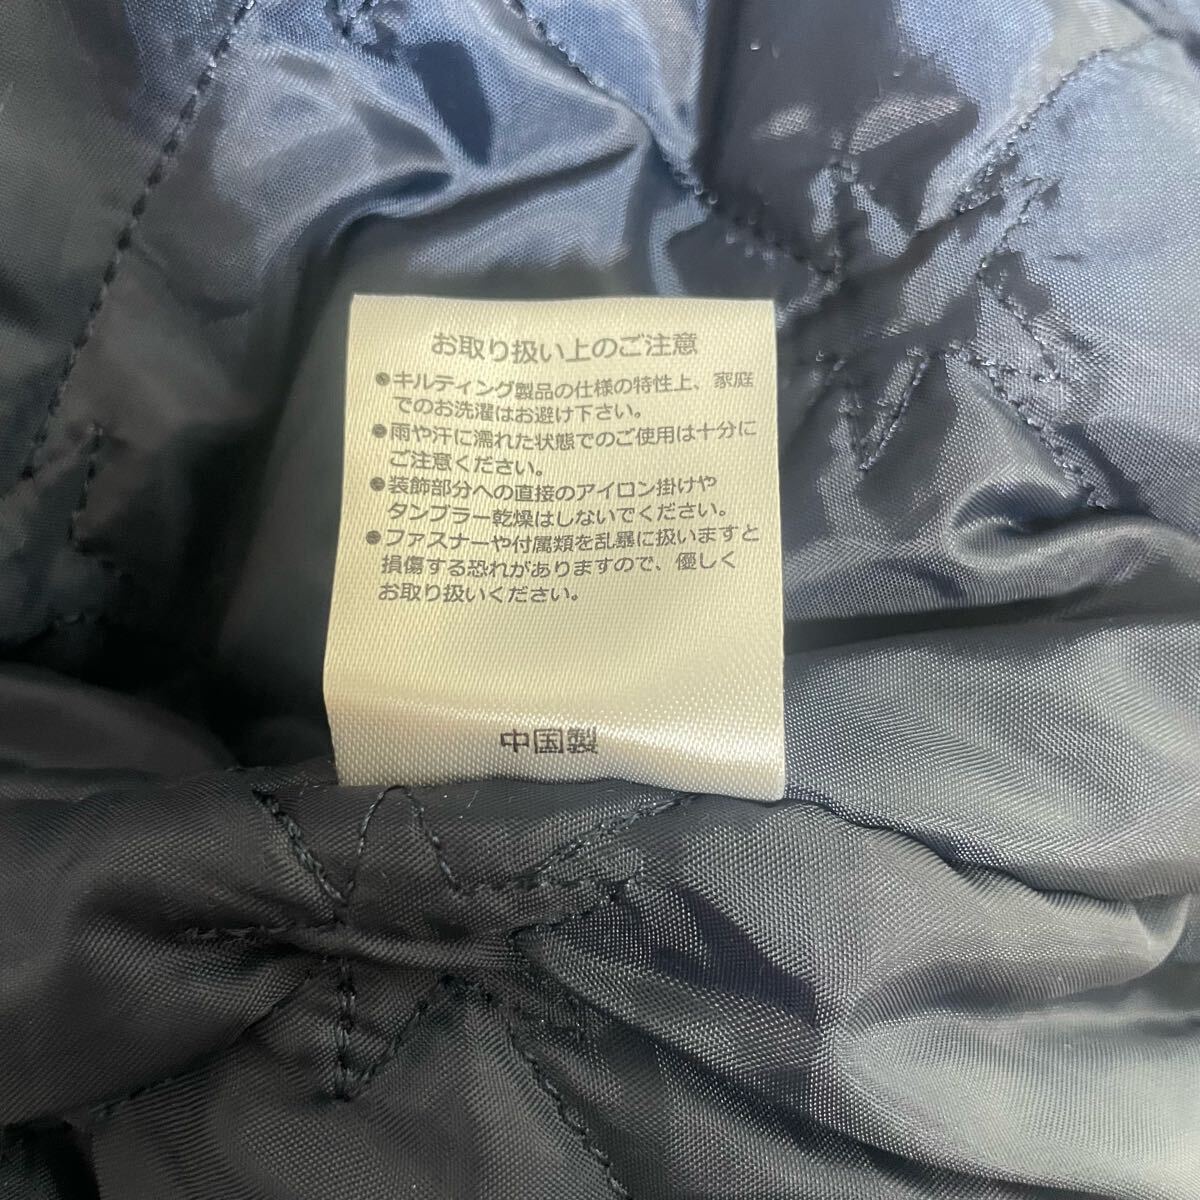 お取り扱い上のご注意
●キルティング製品の仕様の特性上、家庭
でのお洗濯はお避け下さい。
●雨や汗に濡れた状態でのご使用は十分に
ご注意ください。
●装飾部分への直接のアイロン掛けや
タンブラー乾燥はしないでください。
●ファスナーや付属類を乱暴に扱いますと
損傷する恐れがありますので、優しく
お取り扱いください。
中国製